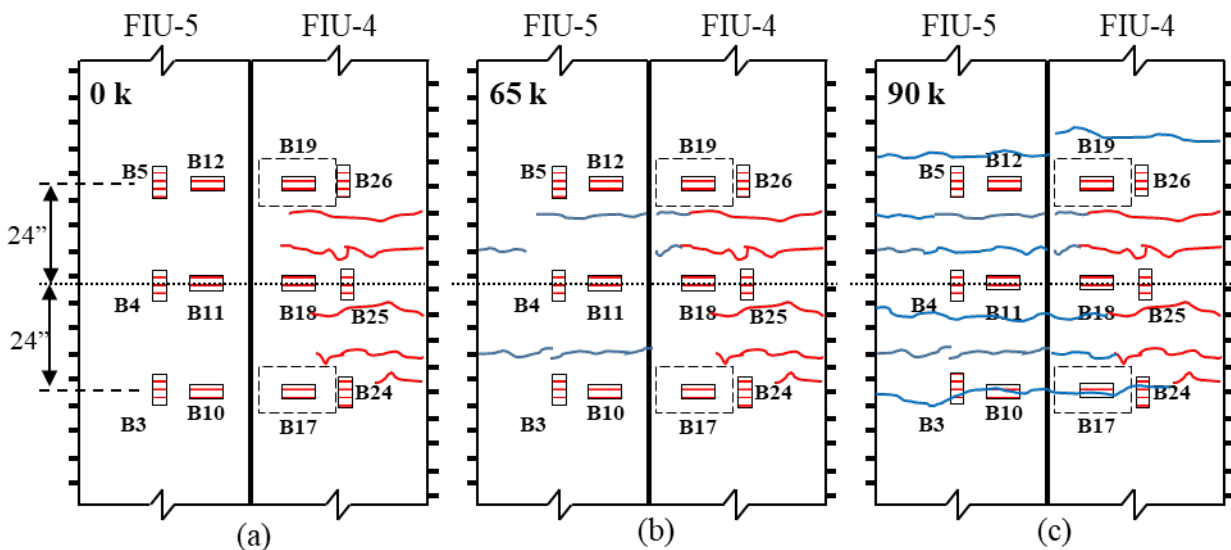 FIU-5 FIU-4
0 k
B19
B5 B12
B26
24”
B4 B11 B18
B25
24”
B24
B3 B10
B17
(a)
FIU-5 FIU-4
65 k
B19
B5 B12
B26
B4 B11 B18
B25
B24
B3 B10
B17
(b)
FIU-5 FIU-4
90 k
B19
B5 B12
B26
B4 B11 B18
B25
B24
B3 B10
B17
(c)